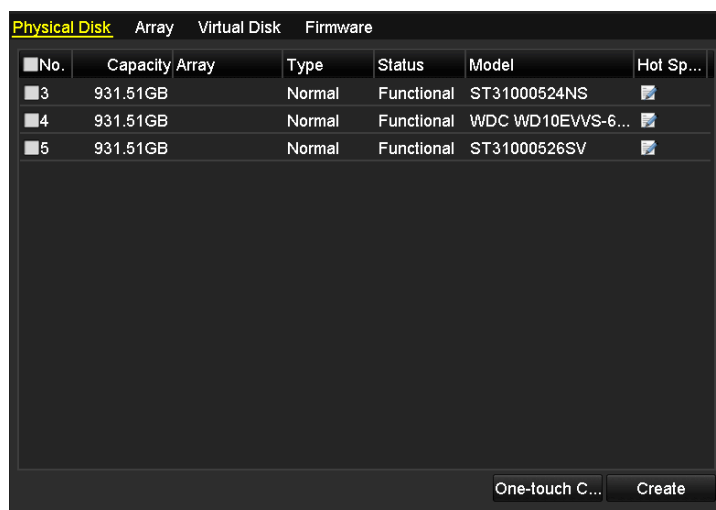 Physical Disk Array Virtual Disk Firmware
No. Capacity Array Type Status Model Hot Sp...
3 931.51GB Normal Functional ST31000524NS
4 931.51GB Normal Functional WDC WD10EVVS-6...
5 931.51GB Normal Functional ST31000526SV
One-touch C... Create